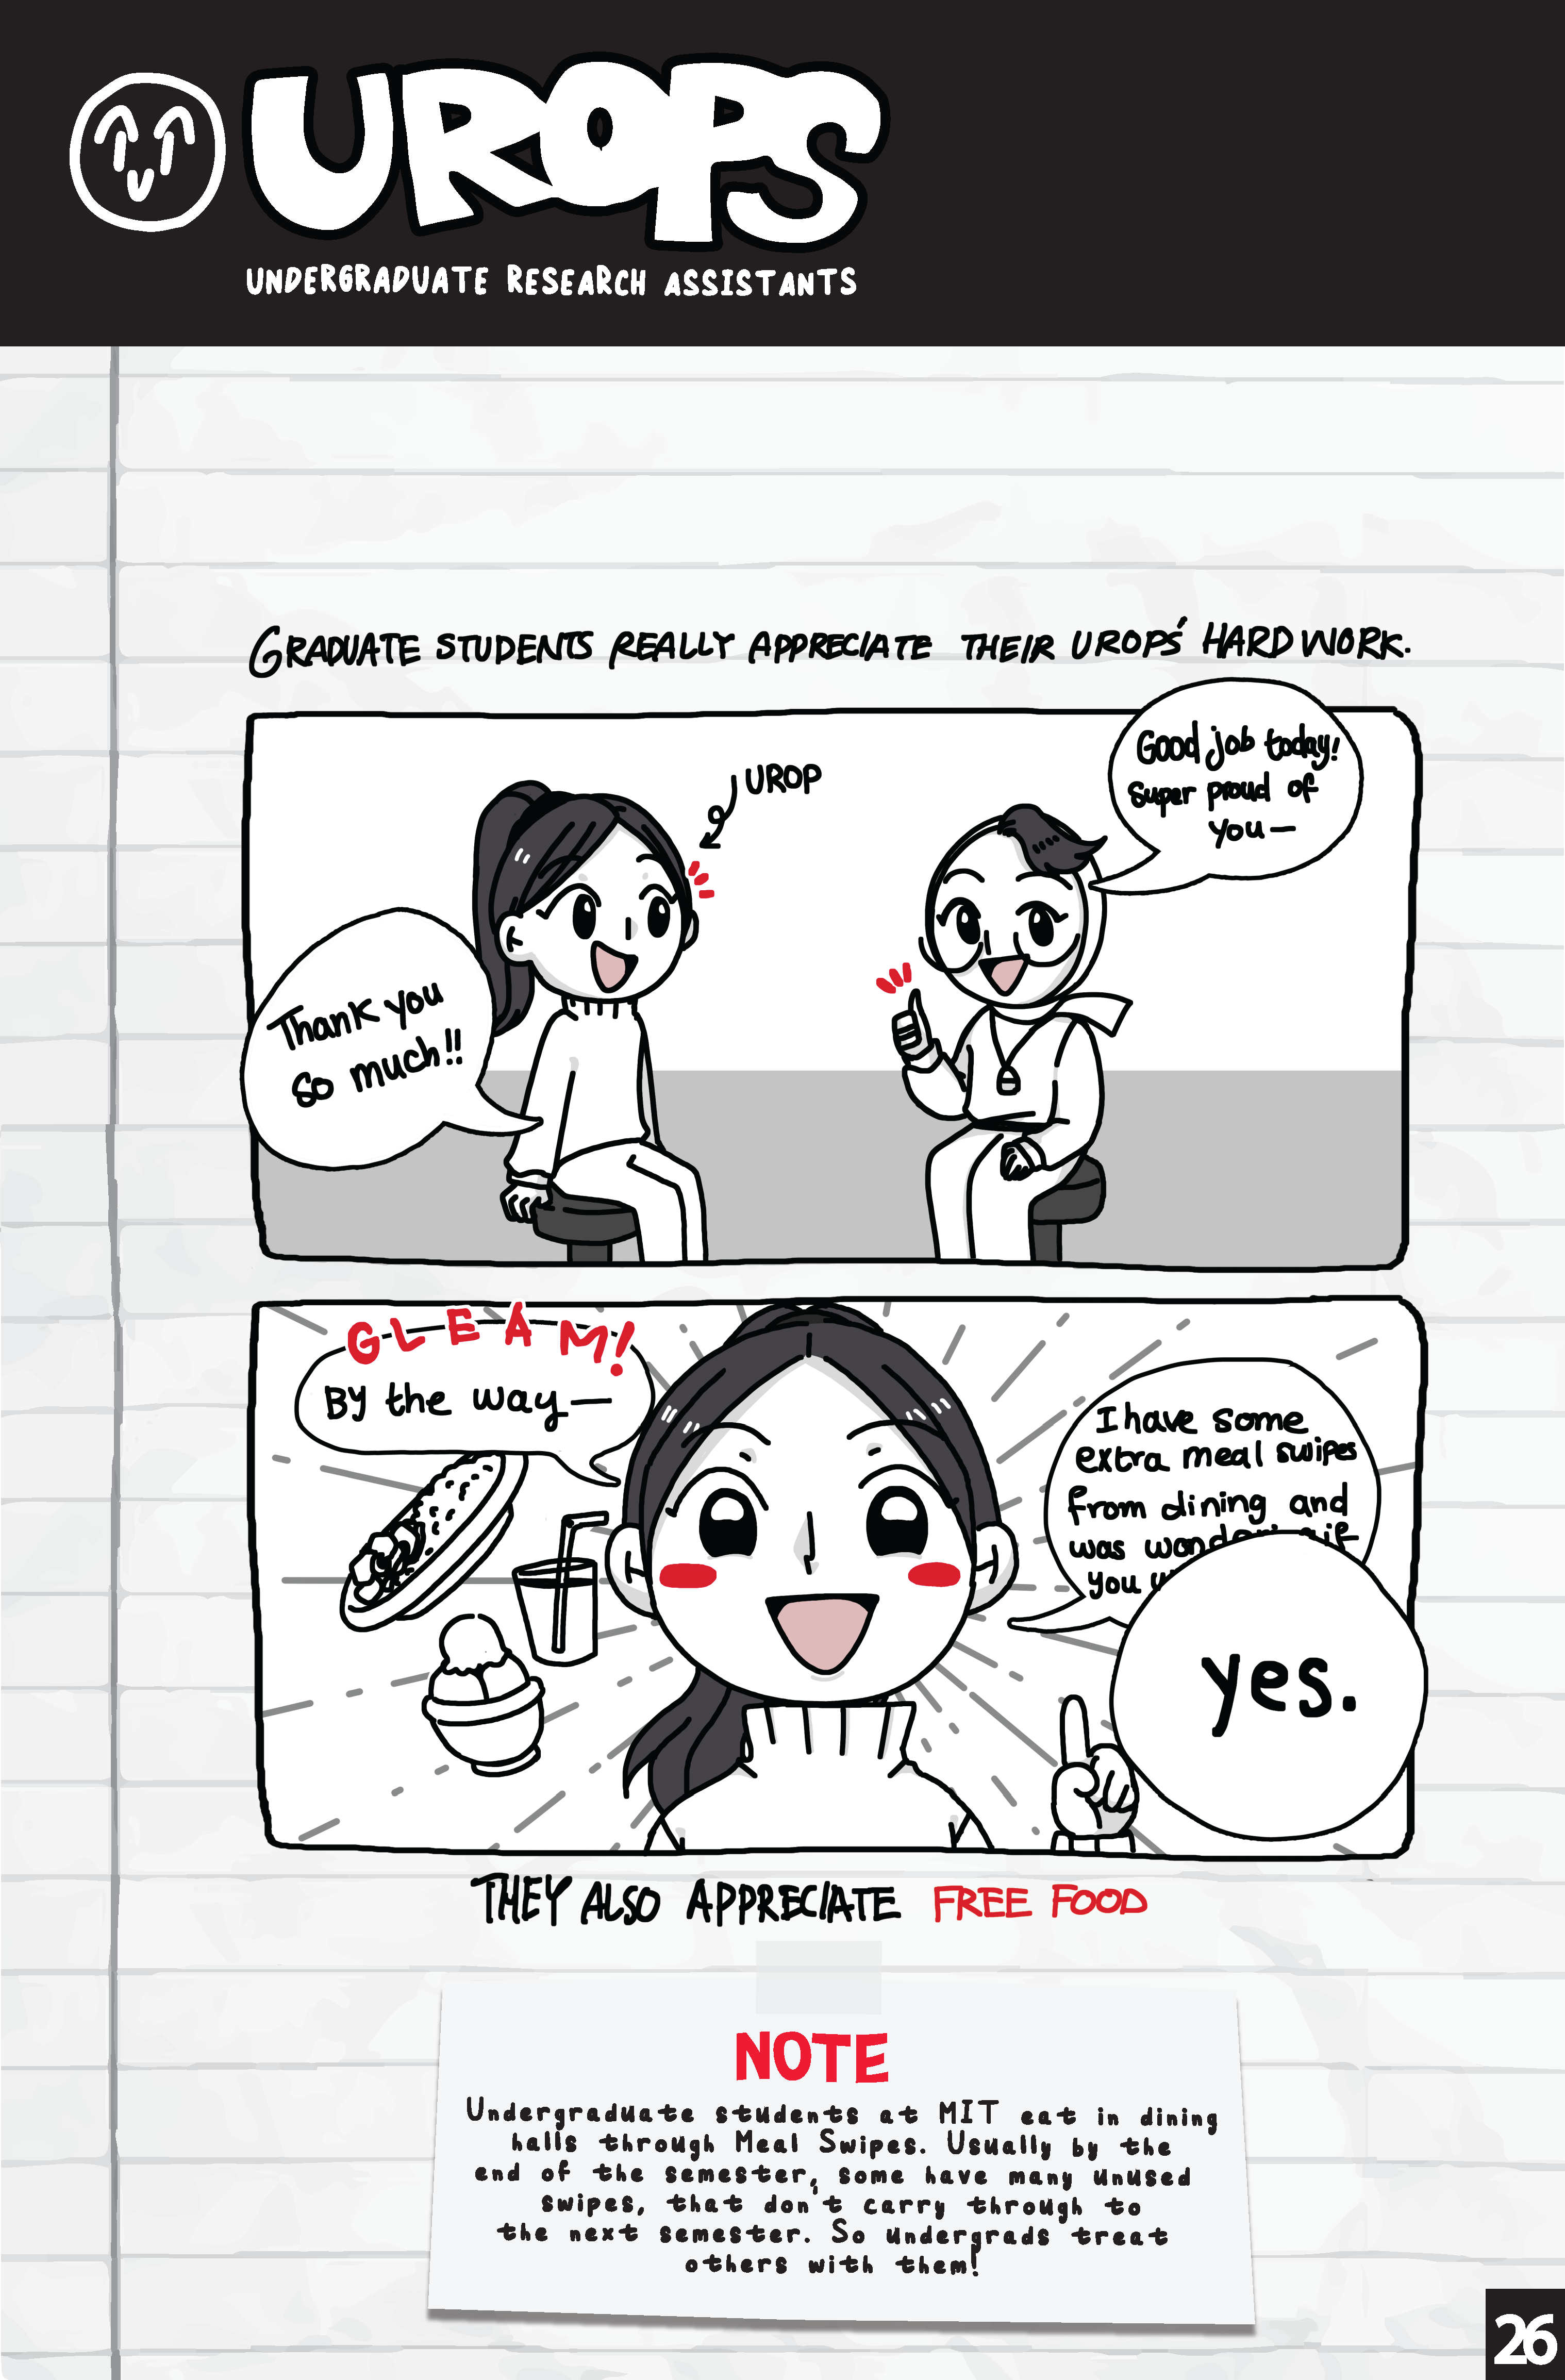 UROPS
UNDERGRADUATE RESEARCH ASSISTANTS
GRADUATE STUDENTS REALLY APPRECIATE THEIR UROPS' HARD WORK.
Good job today!
Super proud of
you—
UROP
Thank you
so much!!
GLEAM!
By the way—
I have some
extra meal swipes
from dining and
was if
you
yes.
THEY ALSO APPRECIATE FREE FOOD
NOTE
Undergraduate students at MIT eat in dining
halls through Meal Swipes. Usually by the
end of the semester, some have many unused
swipes, that don't carry through to
the next semester. So undergrads treat
others with them!
26